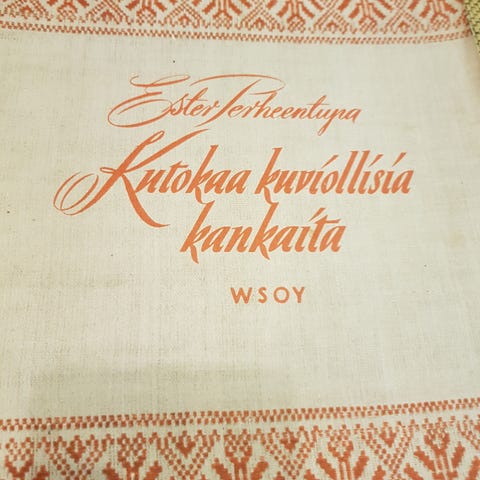 Ester Perheentupa
Kutokaa kuviollisia
kankaita
WSOY